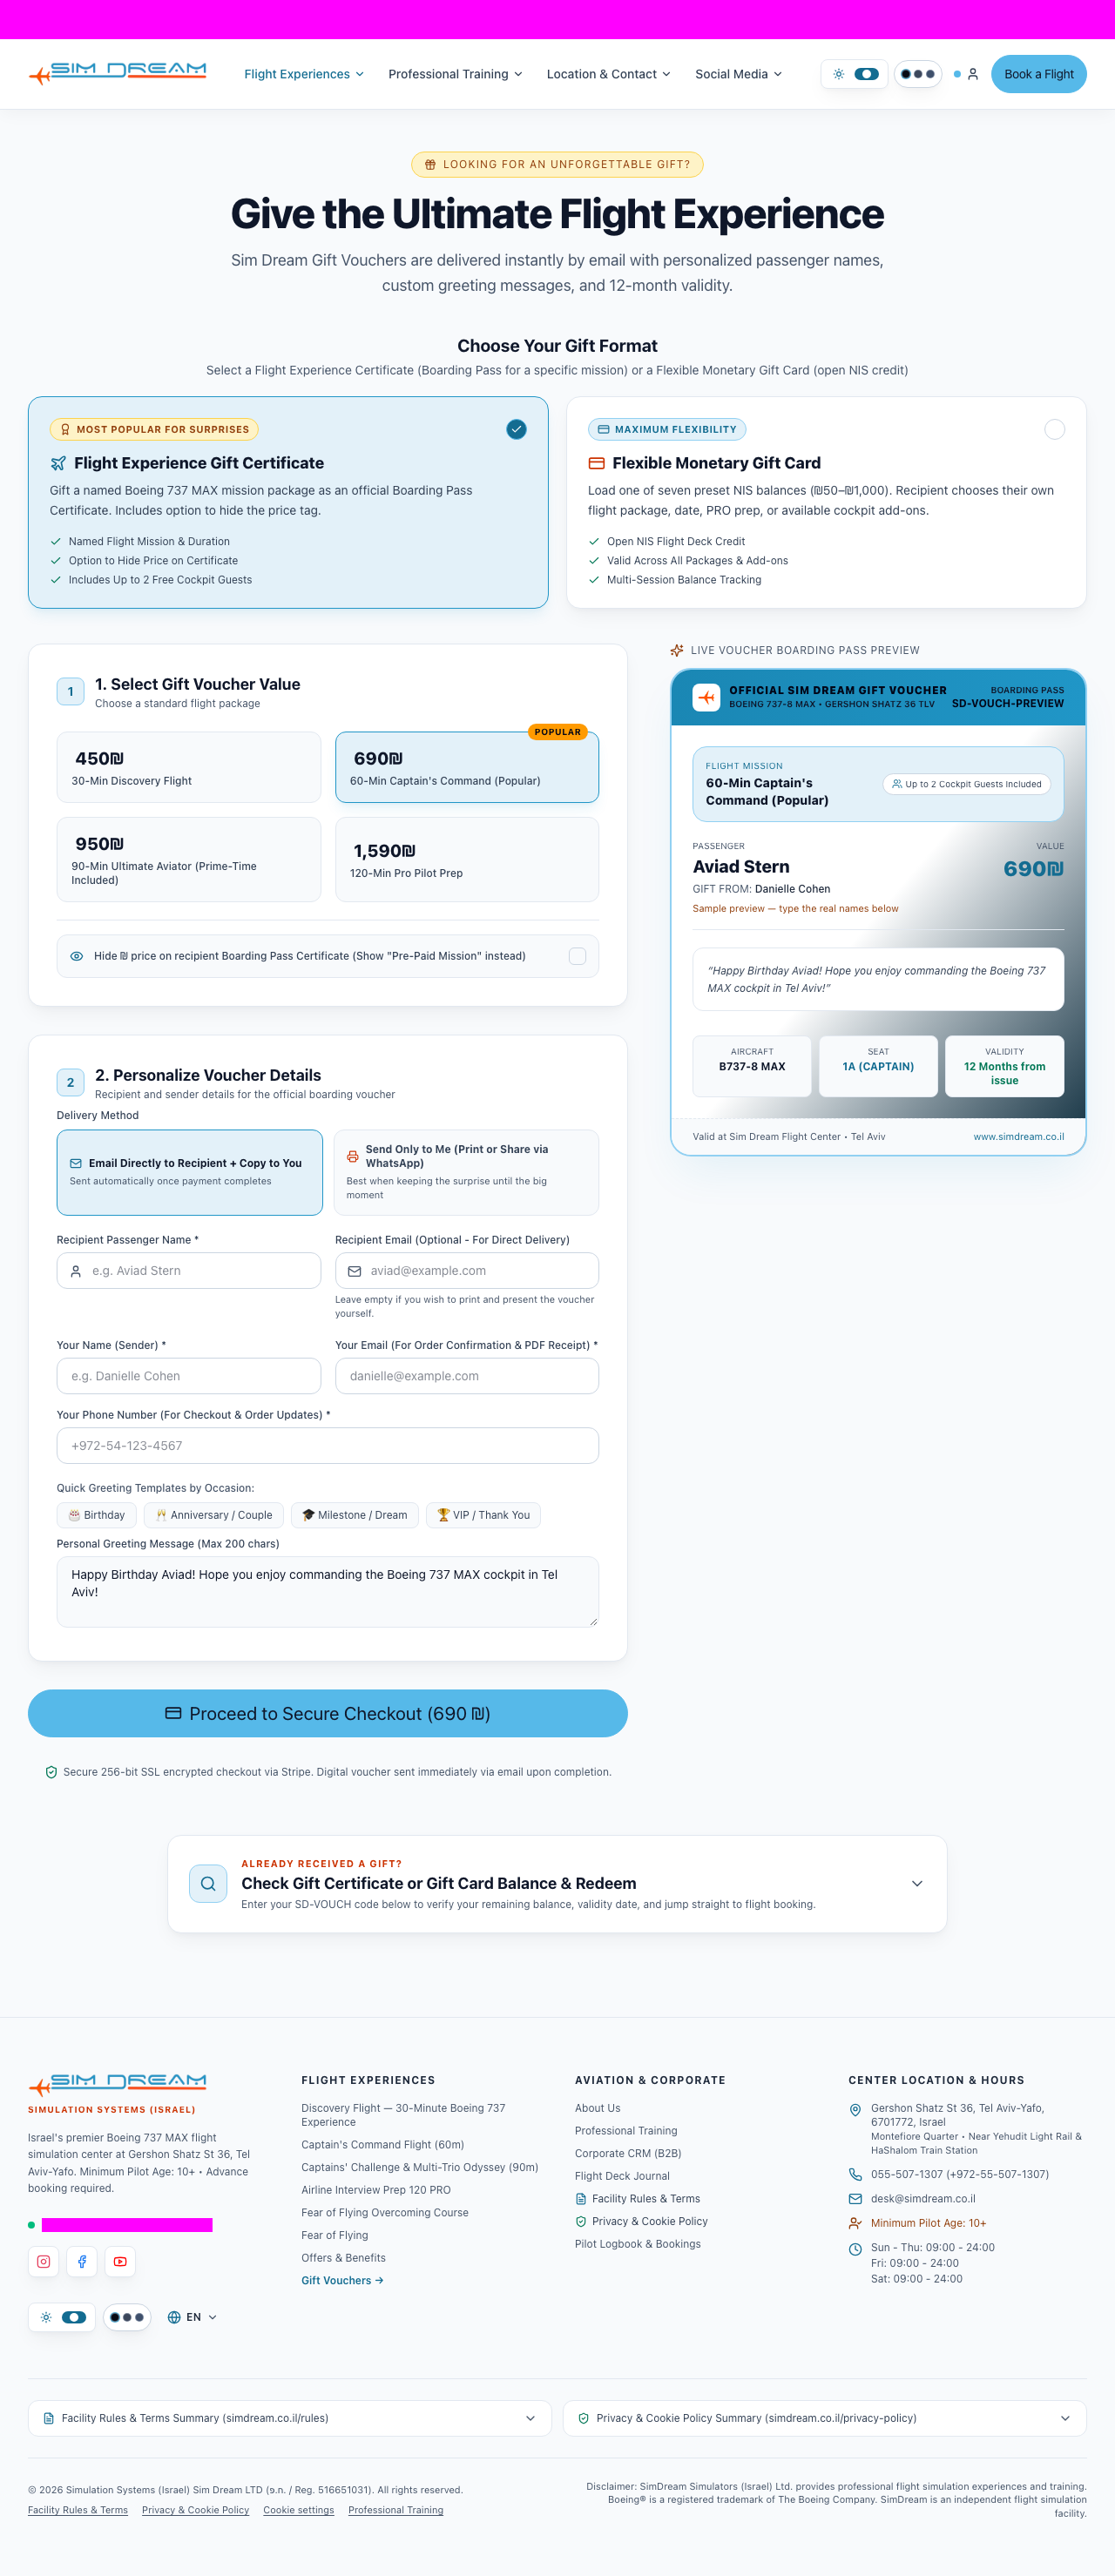 SIM DREAM
Flight Experiences
Professional Training
Location & Contact
Social Media
Book a Flight
LOOKING FOR AN UNFORGETTABLE GIFT?
Give the Ultimate Flight Experience
Sim Dream Gift Vouchers are delivered instantly by email with personalized passenger names,
custom greeting messages, and 12-month validity.
Choose Your Gift Format
Select a Flight Experience Certificate (Boarding Pass for a specific mission) or a Flexible Monetary Gift Card (open NIS credit)
MOST POPULAR FOR SURPRISES
Flight Experience Gift Certificate
Gift a named Boeing 737 MAX mission package as an official Boarding Pass
Certificate. Includes option to hide the price tag.
Named Flight Mission & Duration
Option to Hide Price on Certificate
Includes Up to 2 Free Cockpit Guests
MAXIMUM FLEXIBILITY
Flexible Monetary Gift Card
Load one of seven preset NIS balances (₪50–₪1,000). Recipient chooses their own
flight package, date, PRO prep, or available cockpit add-ons.
Open NIS Flight Deck Credit
Valid Across All Packages & Add-ons
Multi-Session Balance Tracking
1
1. Select Gift Voucher Value
Choose a standard flight package
450₪
30-Min Discovery Flight
POPULAR
690₪
60-Min Captain's Command (Popular)
950₪
90-Min Ultimate Aviator (Prime-Time
Included)
1,590₪
120-Min Pro Pilot Prep
Hide ₪ price on recipient Boarding Pass Certificate (Show "Pre-Paid Mission" instead)
LIVE VOUCHER BOARDING PASS PREVIEW
OFFICIAL SIM DREAM GIFT VOUCHER
BOEING 737-8 MAX • GERSHON SHATZ 36 TLV
BOARDING PASS
SD-VOUCH-PREVIEW
FLIGHT MISSION
60-Min Captain's
Command (Popular)
Up to 2 Cockpit Guests Included
PASSENGER
Aviad Stern
GIFT FROM: Danielle Cohen
Sample preview — type the real names below
VALUE
690₪
“Happy Birthday Aviad! Hope you enjoy commanding the Boeing 737
MAX cockpit in Tel Aviv!”
AIRCRAFT
B737-8 MAX
SEAT
1A (CAPTAIN)
VALIDITY
12 Months from
issue
Valid at Sim Dream Flight Center • Tel Aviv
www.simdream.co.il
2
2. Personalize Voucher Details
Recipient and sender details for the official boarding voucher
Delivery Method
Email Directly to Recipient + Copy to You
Sent automatically once payment completes
Send Only to Me (Print or Share via
WhatsApp)
Best when keeping the surprise until the big
moment
Recipient Passenger Name *
e.g. Aviad Stern
Recipient Email (Optional - For Direct Delivery)
aviad@example.com
Leave empty if you wish to print and present the voucher
yourself.
Your Name (Sender) *
e.g. Danielle Cohen
Your Email (For Order Confirmation & PDF Receipt) *
danielle@example.com
Your Phone Number (For Checkout & Order Updates) *
+972-54-123-4567
Quick Greeting Templates by Occasion:
🎂 Birthday
🥂 Anniversary / Couple
🎓 Milestone / Dream
🏆 VIP / Thank You
Personal Greeting Message (Max 200 chars)
Happy Birthday Aviad! Hope you enjoy commanding the Boeing 737 MAX cockpit in Tel
Aviv!
Proceed to Secure Checkout (690 ₪)
Secure 256-bit SSL encrypted checkout via Stripe. Digital voucher sent immediately via email upon completion.
ALREADY RECEIVED A GIFT?
Check Gift Certificate or Gift Card Balance & Redeem
Enter your SD-VOUCH code below to verify your remaining balance, validity date, and jump straight to flight booking.
SIM DREAM
SIMULATION SYSTEMS (ISRAEL)
Israel's premier Boeing 737 MAX flight
simulation center at Gershon Shatz St 36, Tel
Aviv-Yafo. Minimum Pilot Age: 10+ • Advance
booking required.
EN
FLIGHT EXPERIENCES
Discovery Flight — 30-Minute Boeing 737
Experience
Captain's Command Flight (60m)
Captains' Challenge & Multi-Trio Odyssey (90m)
Airline Interview Prep 120 PRO
Fear of Flying Overcoming Course
Fear of Flying
Offers & Benefits
Gift Vouchers →
AVIATION & CORPORATE
About Us
Professional Training
Corporate CRM (B2B)
Flight Deck Journal
Facility Rules & Terms
Privacy & Cookie Policy
Pilot Logbook & Bookings
CENTER LOCATION & HOURS
Gershon Shatz St 36, Tel Aviv-Yafo,
6701772, Israel
Montefiore Quarter • Near Yehudit Light Rail &
HaShalom Train Station
055-507-1307 (+972-55-507-1307)
desk@simdream.co.il
Minimum Pilot Age: 10+
Sun - Thu: 09:00 - 24:00
Fri: 09:00 - 24:00
Sat: 09:00 - 24:00
Facility Rules & Terms Summary (simdream.co.il/rules)
Privacy & Cookie Policy Summary (simdream.co.il/privacy-policy)
© 2026 Simulation Systems (Israel) Sim Dream LTD (ח.פ. / Reg. 516651031). All rights reserved.
Facility Rules & Terms
Privacy & Cookie Policy
Cookie settings
Professional Training
Disclaimer: SimDream Simulators (Israel) Ltd. provides professional flight simulation experiences and training.
Boeing® is a registered trademark of The Boeing Company. SimDream is an independent flight simulation
facility.